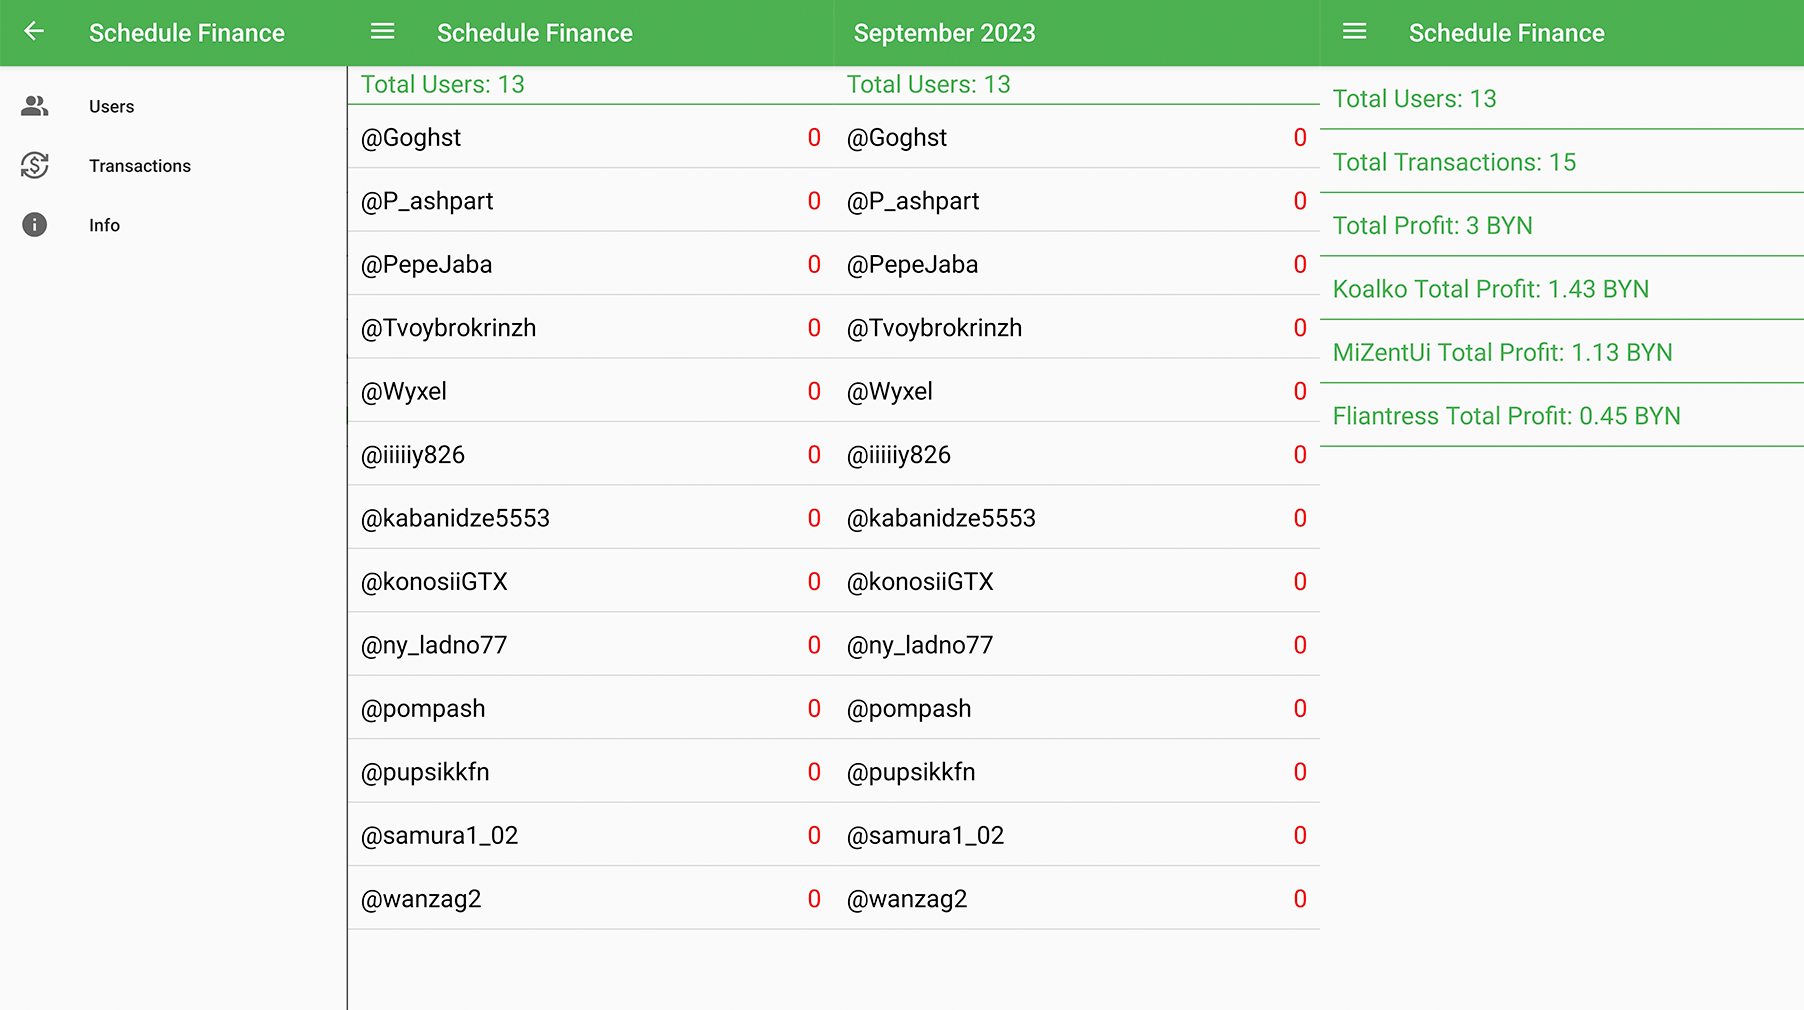 Schedule Finance
Users
Transactions
Info
Schedule Finance
Total Users: 13
@Goghst 0
@P_ashpart 0
@PepeJaba 0
@Tvoybrokrinzh 0
@Wyxel 0
@iiiiiy826 0
@kabanidze5553 0
@konosiiGTX 0
@ny_ladno77 0
@pompash 0
@pupsikkfn 0
@samura1_02 0
@wanzag2 0
September 2023
Total Users: 13
@Goghst 0
@P_ashpart 0
@PepeJaba 0
@Tvoybrokrinzh 0
@Wyxel 0
@iiiiiy826 0
@kabanidze5553 0
@konosiiGTX 0
@ny_ladno77 0
@pompash 0
@pupsikkfn 0
@samura1_02 0
@wanzag2 0
Schedule Finance
Total Users: 13
Total Transactions: 15
Total Profit: 3 BYN
Koalko Total Profit: 1.43 BYN
MiZentUi Total Profit: 1.13 BYN
Fliantress Total Profit: 0.45 BYN